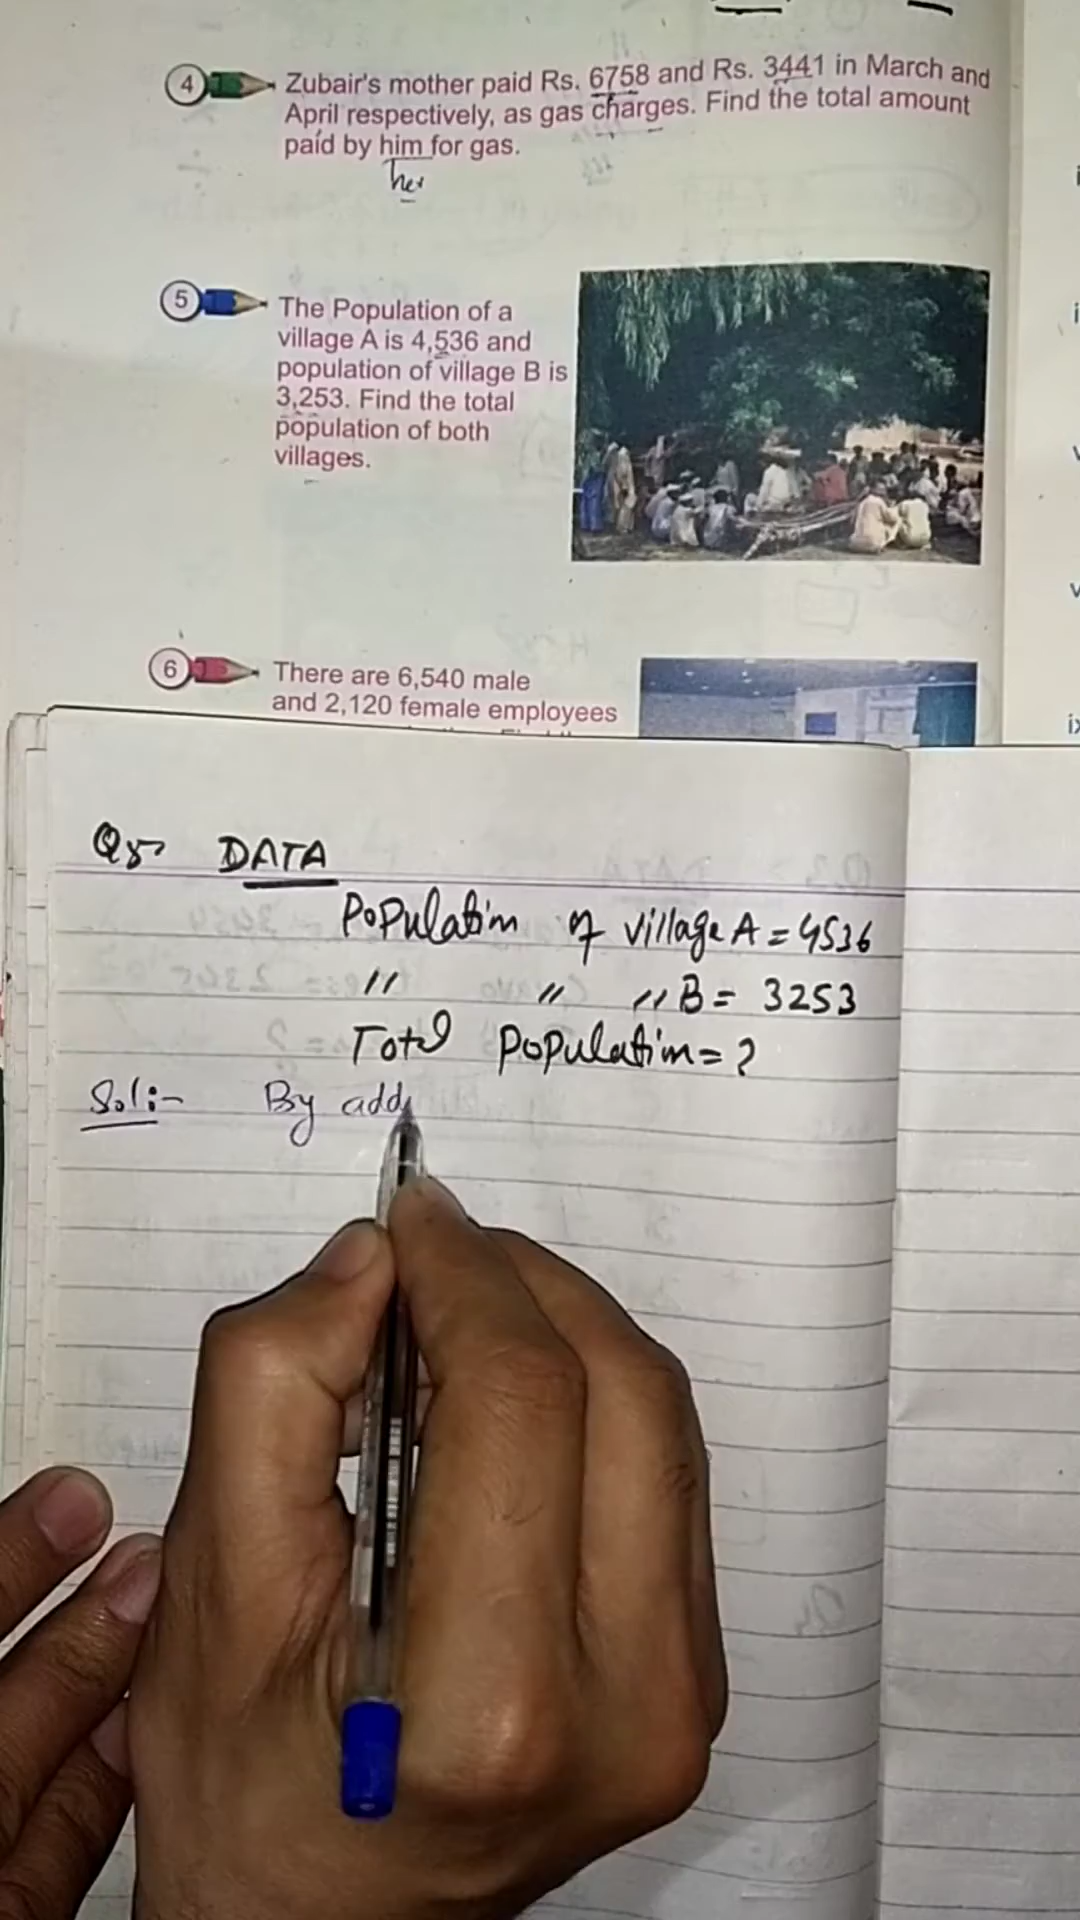 4 Zubair's mother paid Rs. 6758 and Rs. 3441 in March and
April respectively, as gas charges. Find the total amount
paid by him for gas.
her
5 The Population of a
village A is 4,536 and
population of village B is
3,253. Find the total
population of both
villages.
6 There are 6,540 male
and 2,120 female employees
Q5 DATA
Population of village A = 4536
" " " B = 3253
Total Population = ?
Sol:- By add